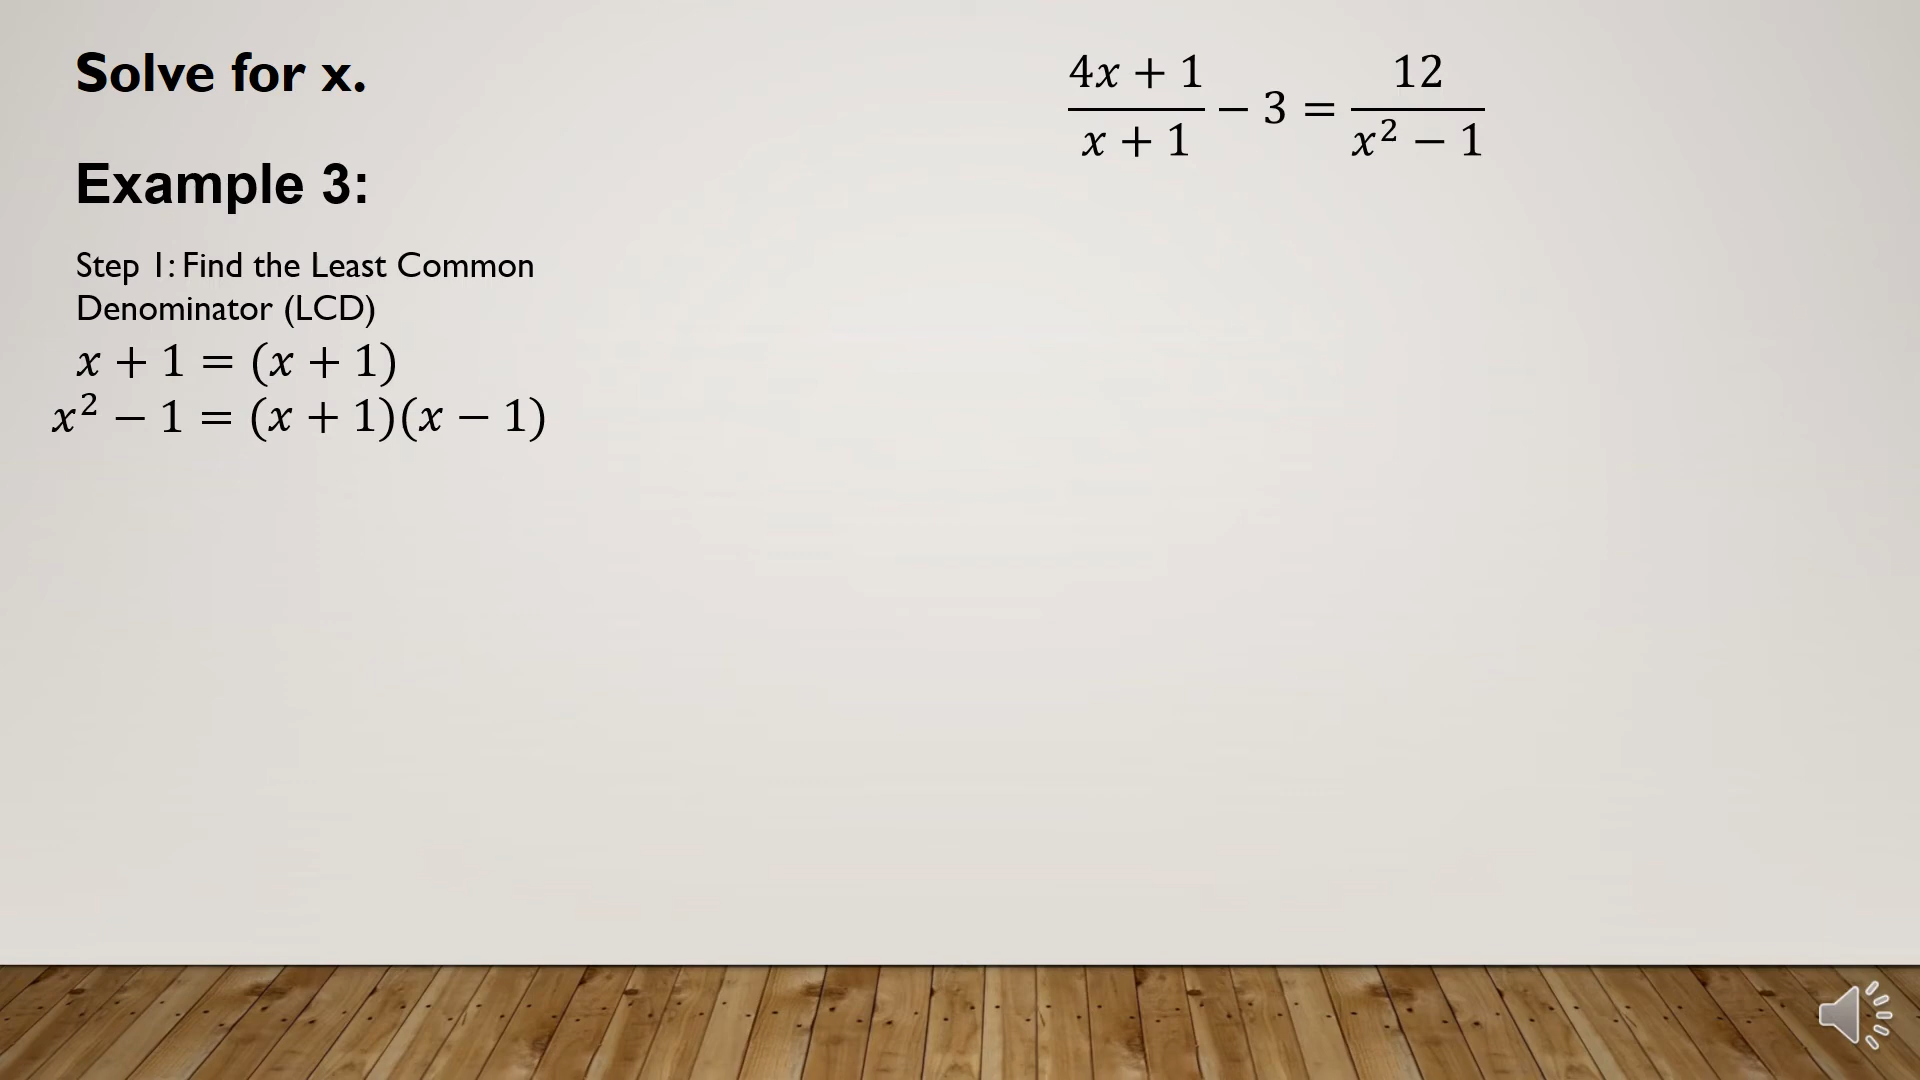 Solve for x.
(4x + 1)/(x + 1) − 3 = 12/(x² − 1)
Example 3:
Step 1: Find the Least Common
Denominator (LCD)
x + 1 = (x + 1)
x² − 1 = (x + 1)(x − 1)